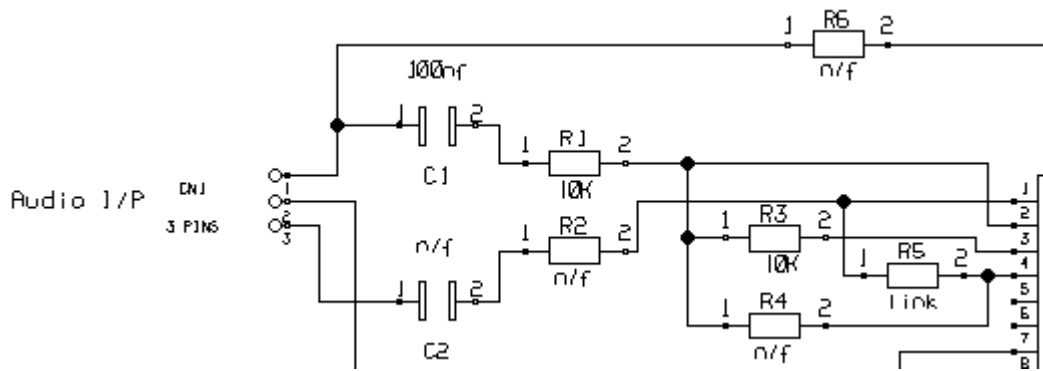 1 R6 2
n/f
100nf
1 2
C1
1 R1 2
10K
Audio I/P
CN1
3 PINS
1
2
3
n/f
1 2
C2
1 R2 2
n/f
1 R3 2
10K
1 R5 2
link
1 R4 2
n/f
1
2
3
4
5
6
7
8